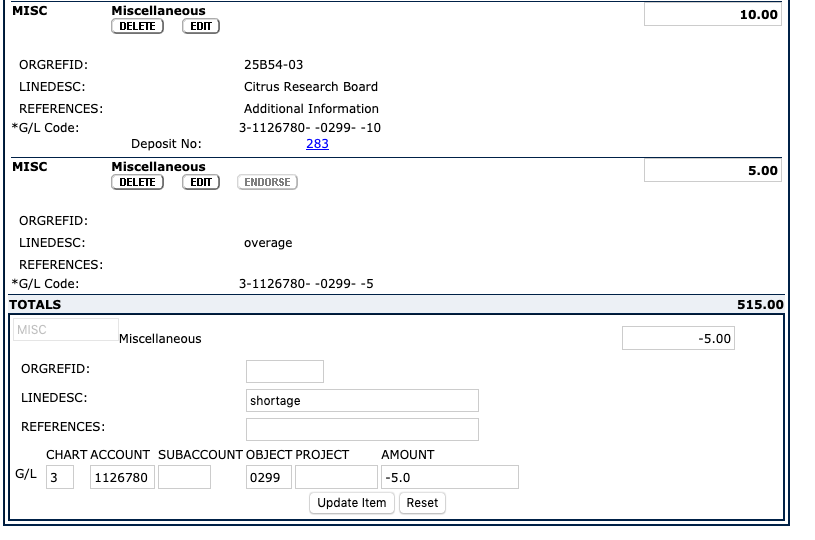 MISC Miscellaneous 10.00
DELETE EDIT
ORGREFID: 25B54-03
LINEDESC: Citrus Research Board
REFERENCES: Additional Information
*G/L Code: 3-1126780- -0299- -10
Deposit No: 283
MISC Miscellaneous 5.00
DELETE EDIT ENDORSE
ORGREFID:
LINEDESC: overage
REFERENCES:
*G/L Code: 3-1126780- -0299- -5
TOTALS 515.00
MISC Miscellaneous -5.00
ORGREFID:
LINEDESC: shortage
REFERENCES:
CHART ACCOUNT SUBACCOUNT OBJECT PROJECT AMOUNT
G/L 3 1126780 0299 -5.0
Update Item Reset